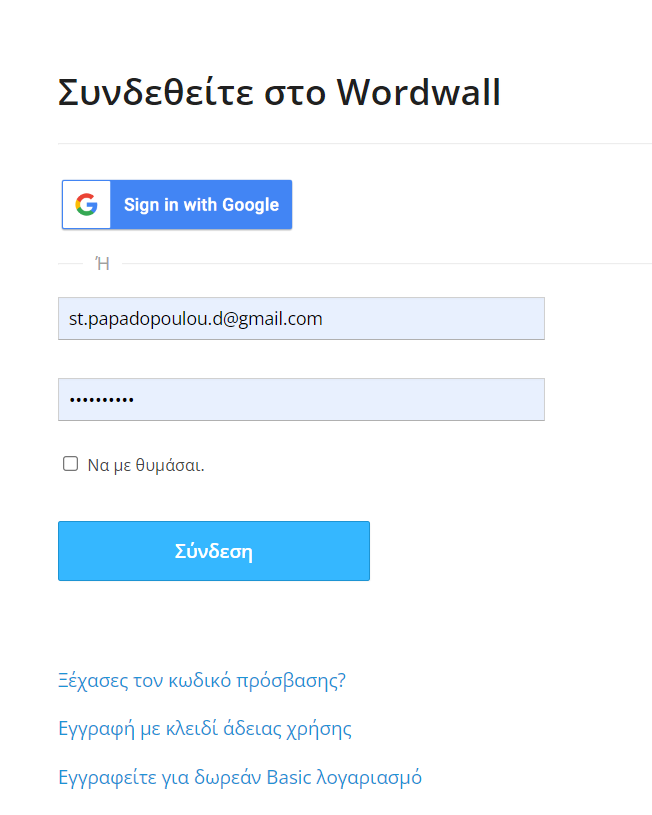 Συνδεθείτε στο Wordwall
Sign in with Google
Ή
st.papadopoulou.d@gmail.com
••••••••••
Να με θυμάσαι.
Σύνδεση
Ξέχασες τον κωδικό πρόσβασης?
Εγγραφή με κλειδί άδειας χρήσης
Εγγραφείτε για δωρεάν Basic λογαριασμό